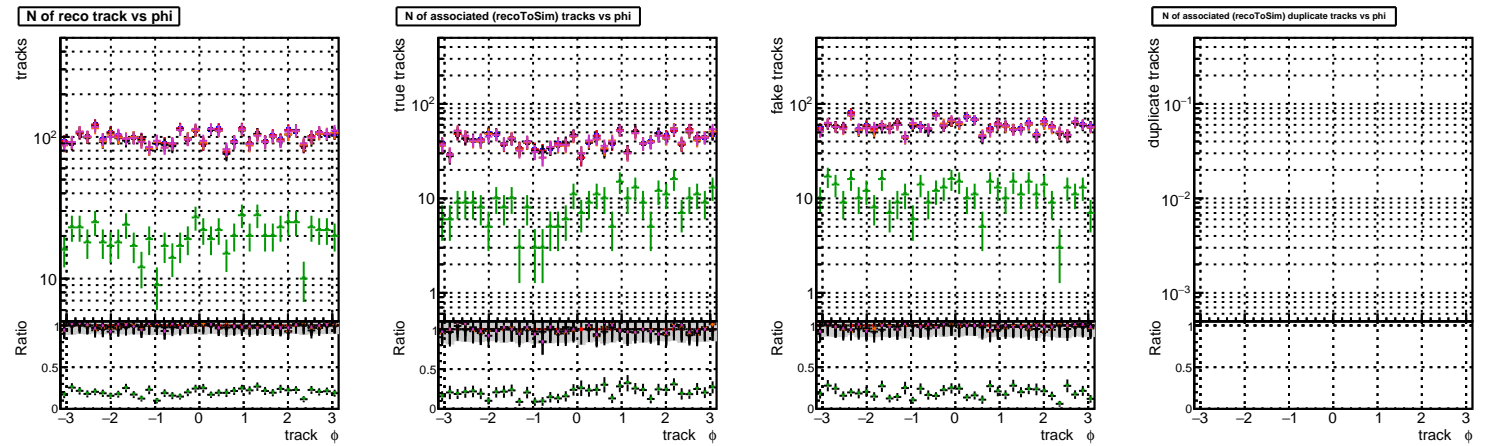 N of reco track vs phi
tracks
10²
10
Ratio
1
0.5
0
−3 −2 −1 0 1 2 3
track ϕ
N of associated (recoToSim) tracks vs phi
true tracks
10²
10
1
Ratio
1
0.5
0
−3 −2 −1 0 1 2 3
track ϕ
fake tracks
10²
10
1
Ratio
1
0.5
0
−3 −2 −1 0 1 2 3
track ϕ
N of associated (recoToSim) duplicate tracks vs phi
duplicate tracks
10⁻¹
10⁻²
10⁻³
Ratio
1
0.5
0
−3 −2 −1 0 1 2 3
track ϕ